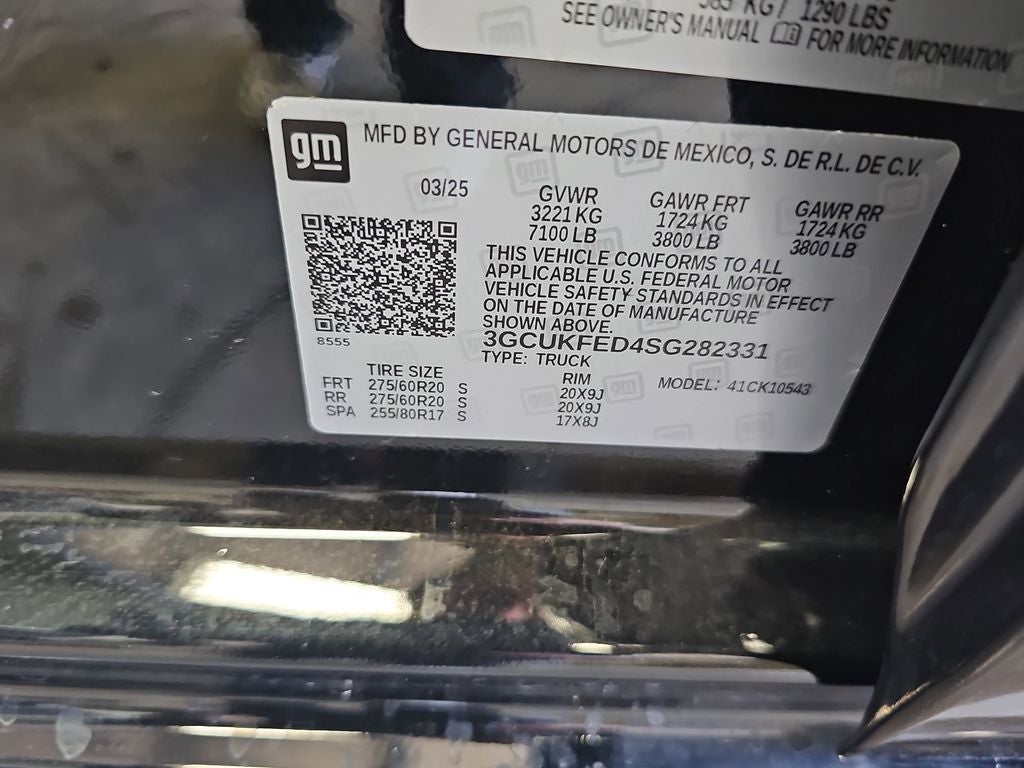 KG / 1290 LBS
SEE OWNER'S MANUAL FOR MORE INFORMATION
gm
MFD BY GENERAL MOTORS DE MEXICO, S. DE R.L. DE C.V.
03/25 GVWR GAWR FRT GAWR RR
3221 KG 1724 KG 1724 KG
7100 LB 3800 LB 3800 LB
THIS VEHICLE CONFORMS TO ALL
APPLICABLE U.S. FEDERAL MOTOR
VEHICLE SAFETY STANDARDS IN EFFECT
ON THE DATE OF MANUFACTURE
SHOWN ABOVE.
8555
3GCUKFED4SG282331
TYPE: TRUCK
TIRE SIZE RIM MODEL: 41CK10543
FRT 275/60R20 S 20X9J
RR 275/60R20 S 20X9J
SPA 255/80R17 S 17X8J